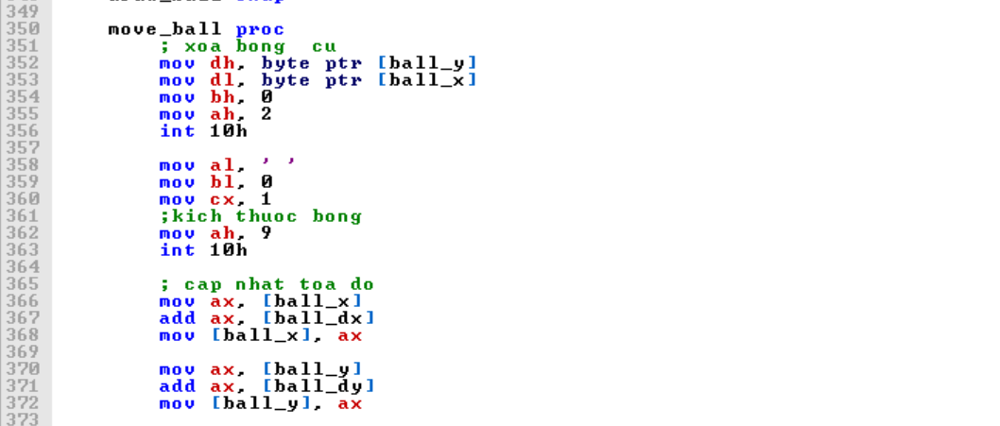 349
350 move_ball proc
351 ; xoa bong  cu
352 mov dh, byte ptr [ball_y]
353 mov dl, byte ptr [ball_x]
354 mov bh, 0
355 mov ah, 2
356 int 10h
357
358 mov al, ' '
359 mov bl, 0
360 mov cx, 1
361 ;kich thuoc bong
362 mov ah, 9
363 int 10h
364
365 ; cap nhat toa do
366 mov ax, [ball_x]
367 add ax, [ball_dx]
368 mov [ball_x], ax
369
370 mov ax, [ball_y]
371 add ax, [ball_dy]
372 mov [ball_y], ax
373